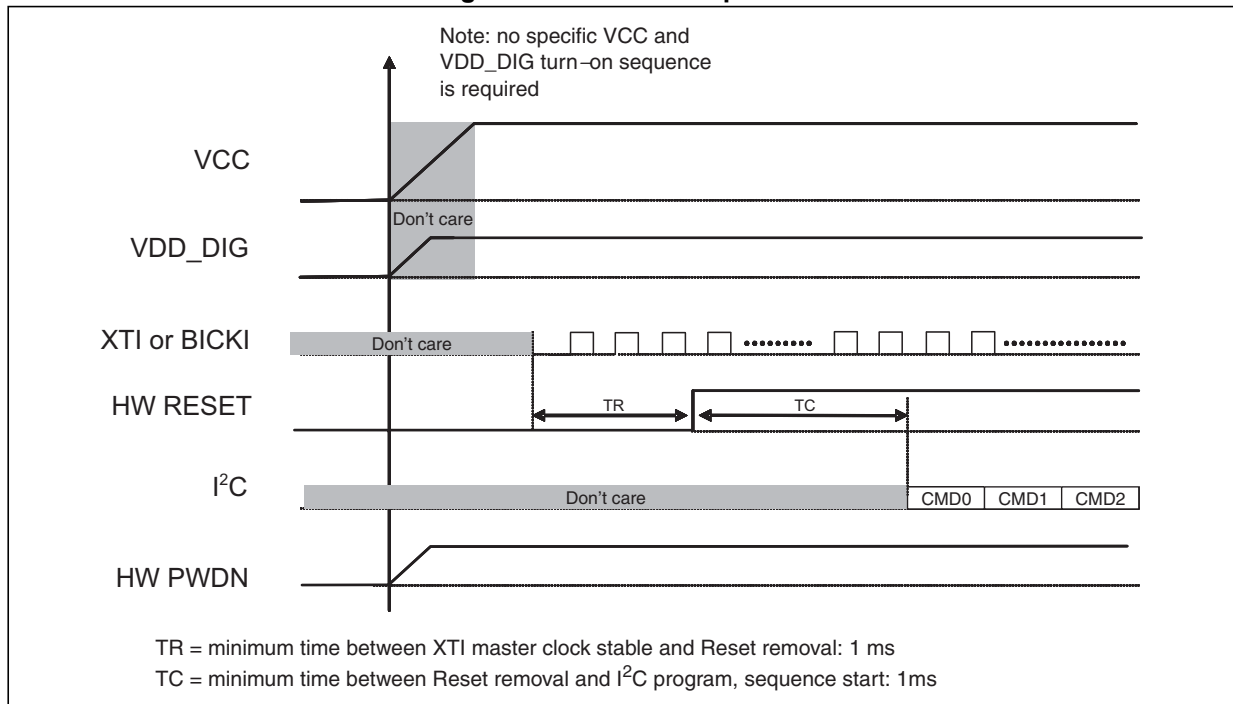 Note: no specific VCC and
VDD_DIG turn–on sequence
is required
VCC
Don't care
VDD_DIG
XTI or BICKI
Don't care
HW RESET
TR
TC
I²C
Don't care
CMD0 CMD1 CMD2
HW PWDN
TR = minimum time between XTI master clock stable and Reset removal: 1 ms
TC = minimum time between Reset removal and I²C program, sequence start: 1ms